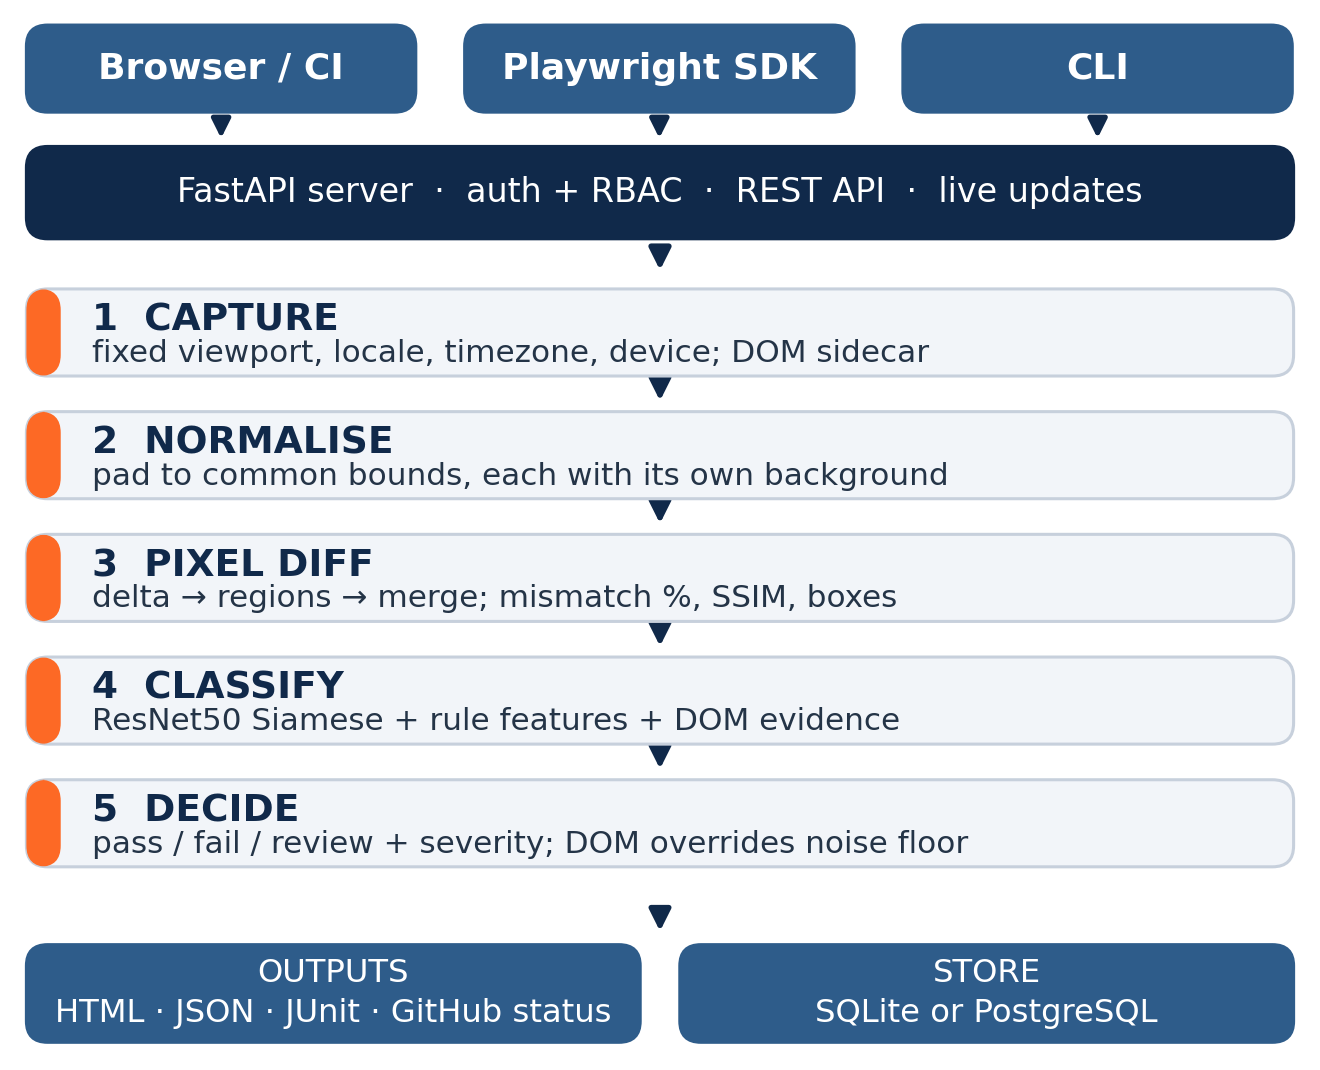 Browser / CI
Playwright SDK
CLI
FastAPI server · auth + RBAC · REST API · live updates
1 CAPTURE
fixed viewport, locale, timezone, device; DOM sidecar
2 NORMALISE
pad to common bounds, each with its own background
3 PIXEL DIFF
delta → regions → merge; mismatch %, SSIM, boxes
4 CLASSIFY
ResNet50 Siamese + rule features + DOM evidence
5 DECIDE
pass / fail / review + severity; DOM overrides noise floor
OUTPUTS
HTML · JSON · JUnit · GitHub status
STORE
SQLite or PostgreSQL